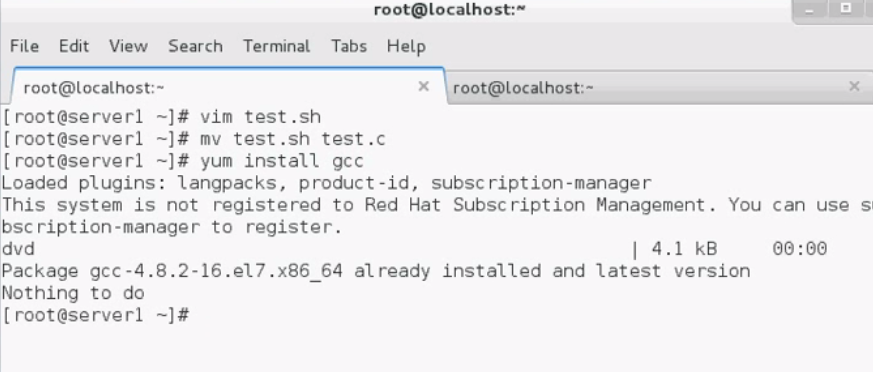 root@localhost:~
File Edit View Search Terminal Tabs Help
root@localhost:~ × root@localhost:~ ×
[root@server1 ~]# vim test.sh
[root@server1 ~]# mv test.sh test.c
[root@server1 ~]# yum install gcc
Loaded plugins: langpacks, product-id, subscription-manager
This system is not registered to Red Hat Subscription Management. You can use su
bscription-manager to register.
dvd | 4.1 kB 00:00
Package gcc-4.8.2-16.el7.x86_64 already installed and latest version
Nothing to do
[root@server1 ~]#